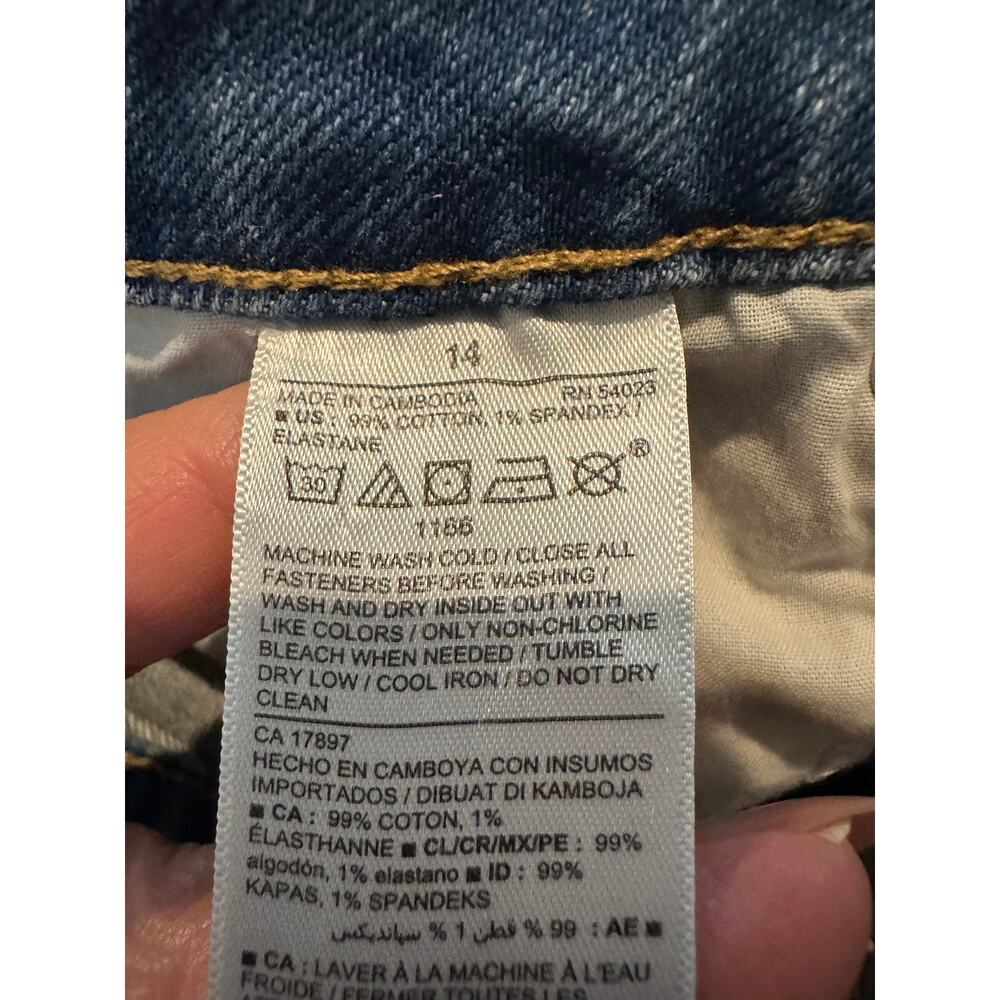 14
MADE IN CAMBODIA RN 54023
■ US : 99% COTTON, 1% SPANDEX /
ELASTANE
30 ®
1166
MACHINE WASH COLD / CLOSE ALL
FASTENERS BEFORE WASHING /
WASH AND DRY INSIDE OUT WITH
LIKE COLORS / ONLY NON-CHLORINE
BLEACH WHEN NEEDED / TUMBLE
DRY LOW / COOL IRON / DO NOT DRY
CLEAN
CA 17897
HECHO EN CAMBOYA CON INSUMOS
IMPORTADOS / DIBUAT DI KAMBOJA
■ CA : 99% COTON, 1%
ÉLASTHANNE ■ CL/CR/MX/PE : 99%
algodón, 1% elastano ■ ID : 99%
KAPAS, 1% SPANDEKS
■ AE : 99 % قطن 1 % سباندیکس
■ CA : LAVER À LA MACHINE À L'EAU
FROIDE / FERMER TOUTES LES